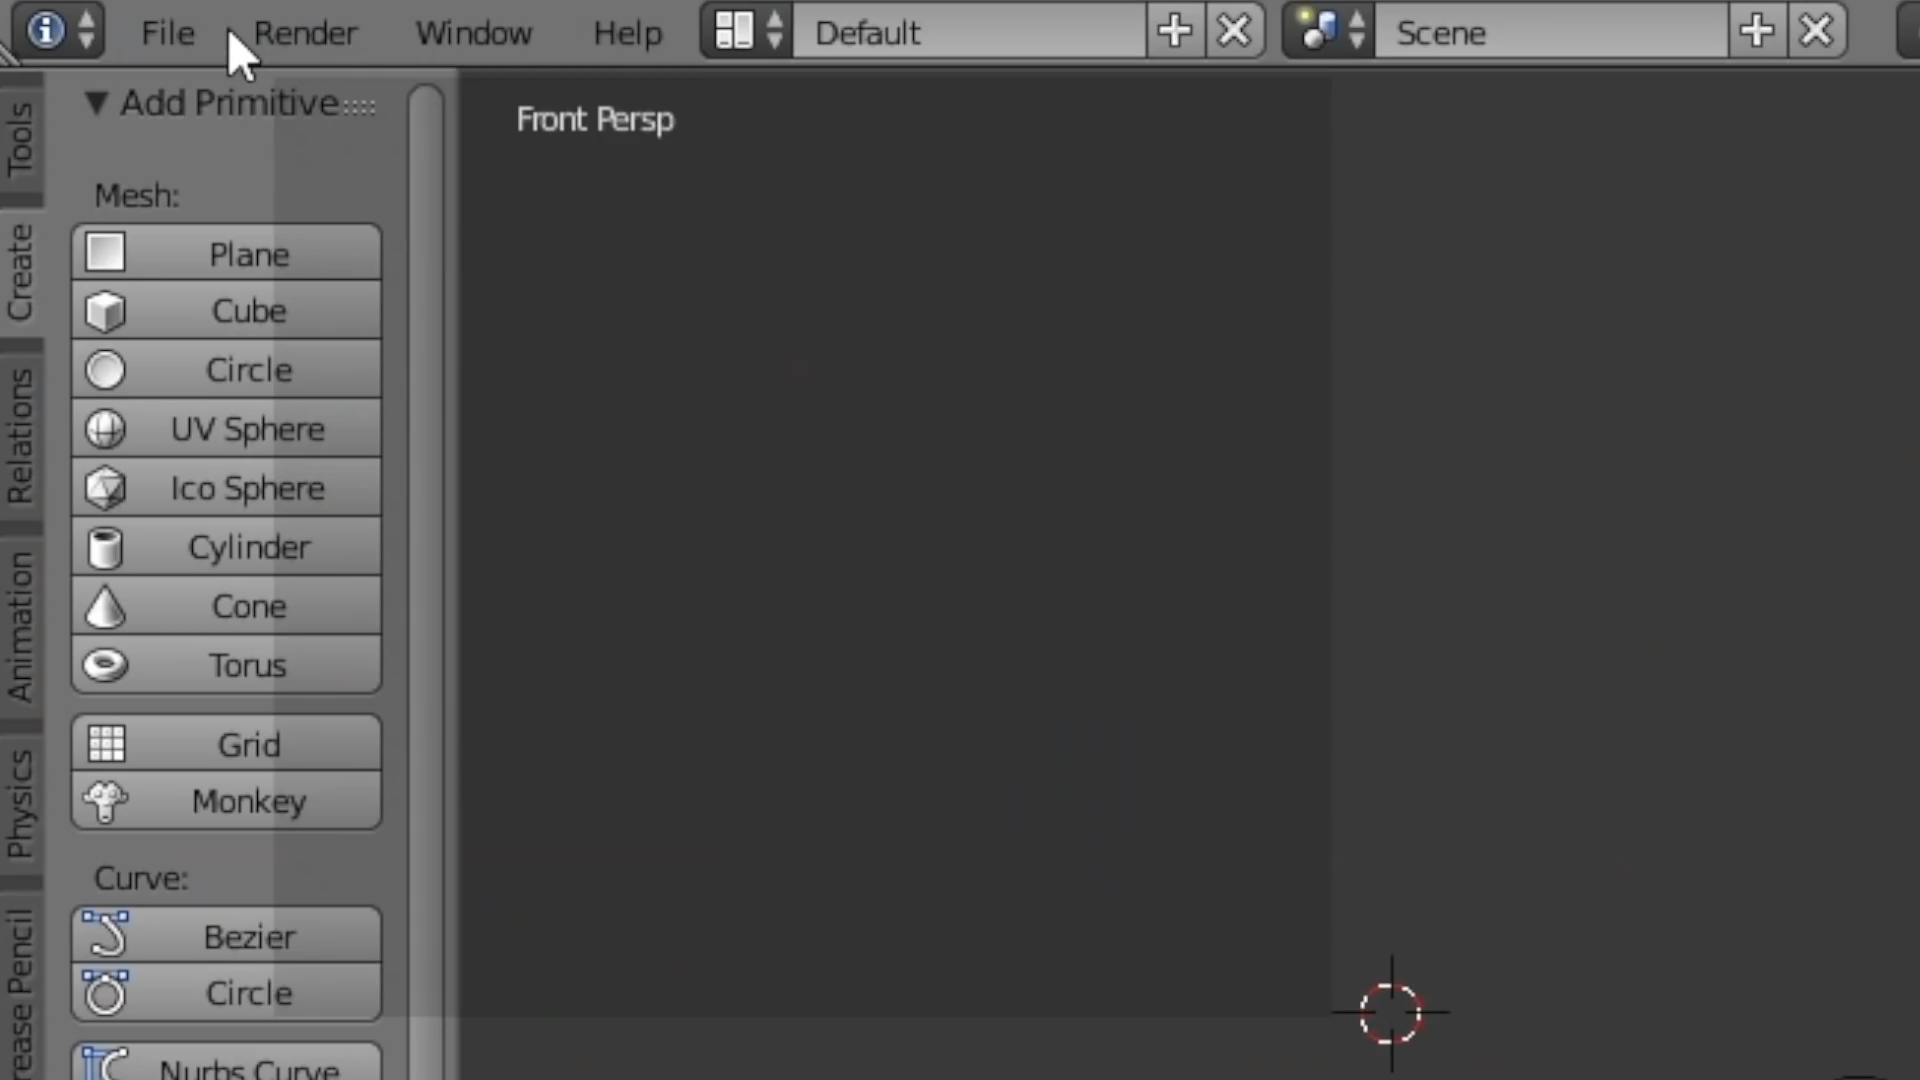 File Render Window Help Default Scene
Tools
Create
Relations
Animation
Physics
Add Primitive
Mesh:
Plane
Cube
Circle
UV Sphere
Ico Sphere
Cylinder
Cone
Torus
Grid
Monkey
Curve:
Bezier
Circle
Nurbs Curve
Front Persp